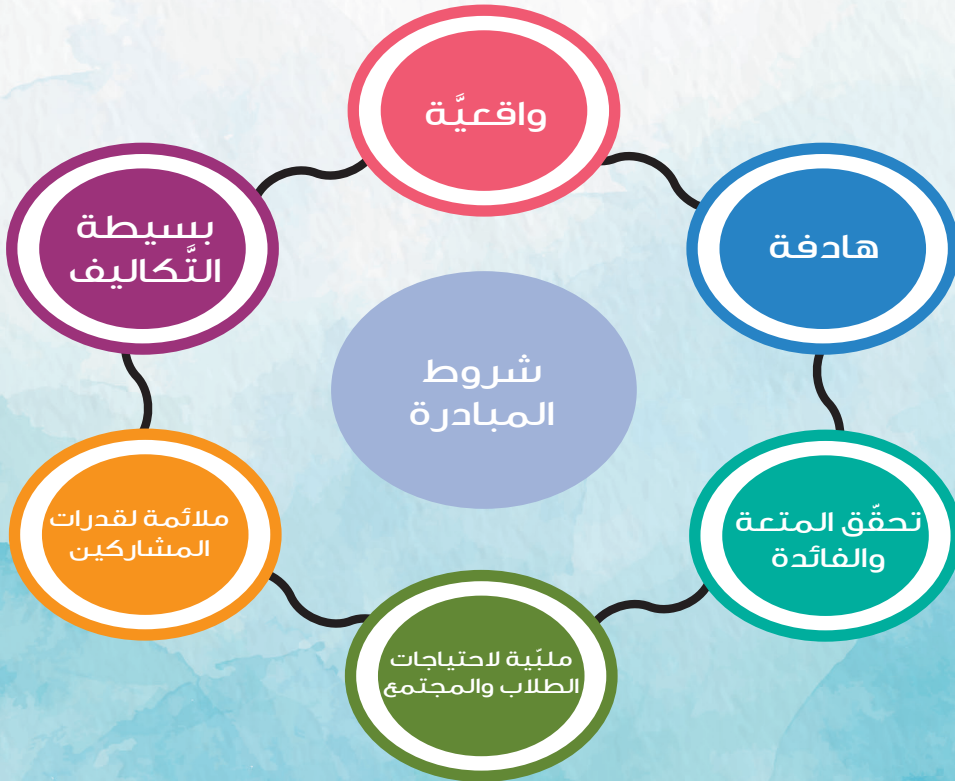 واقعيَّة
هادفة
بسيطة
التَّكاليف
شروط
المبادرة
تحقّق المتعة
والفائدة
ملائمة لقدرات
المشاركين
ملبّية لاحتياجات
الطلاب والمجتمع